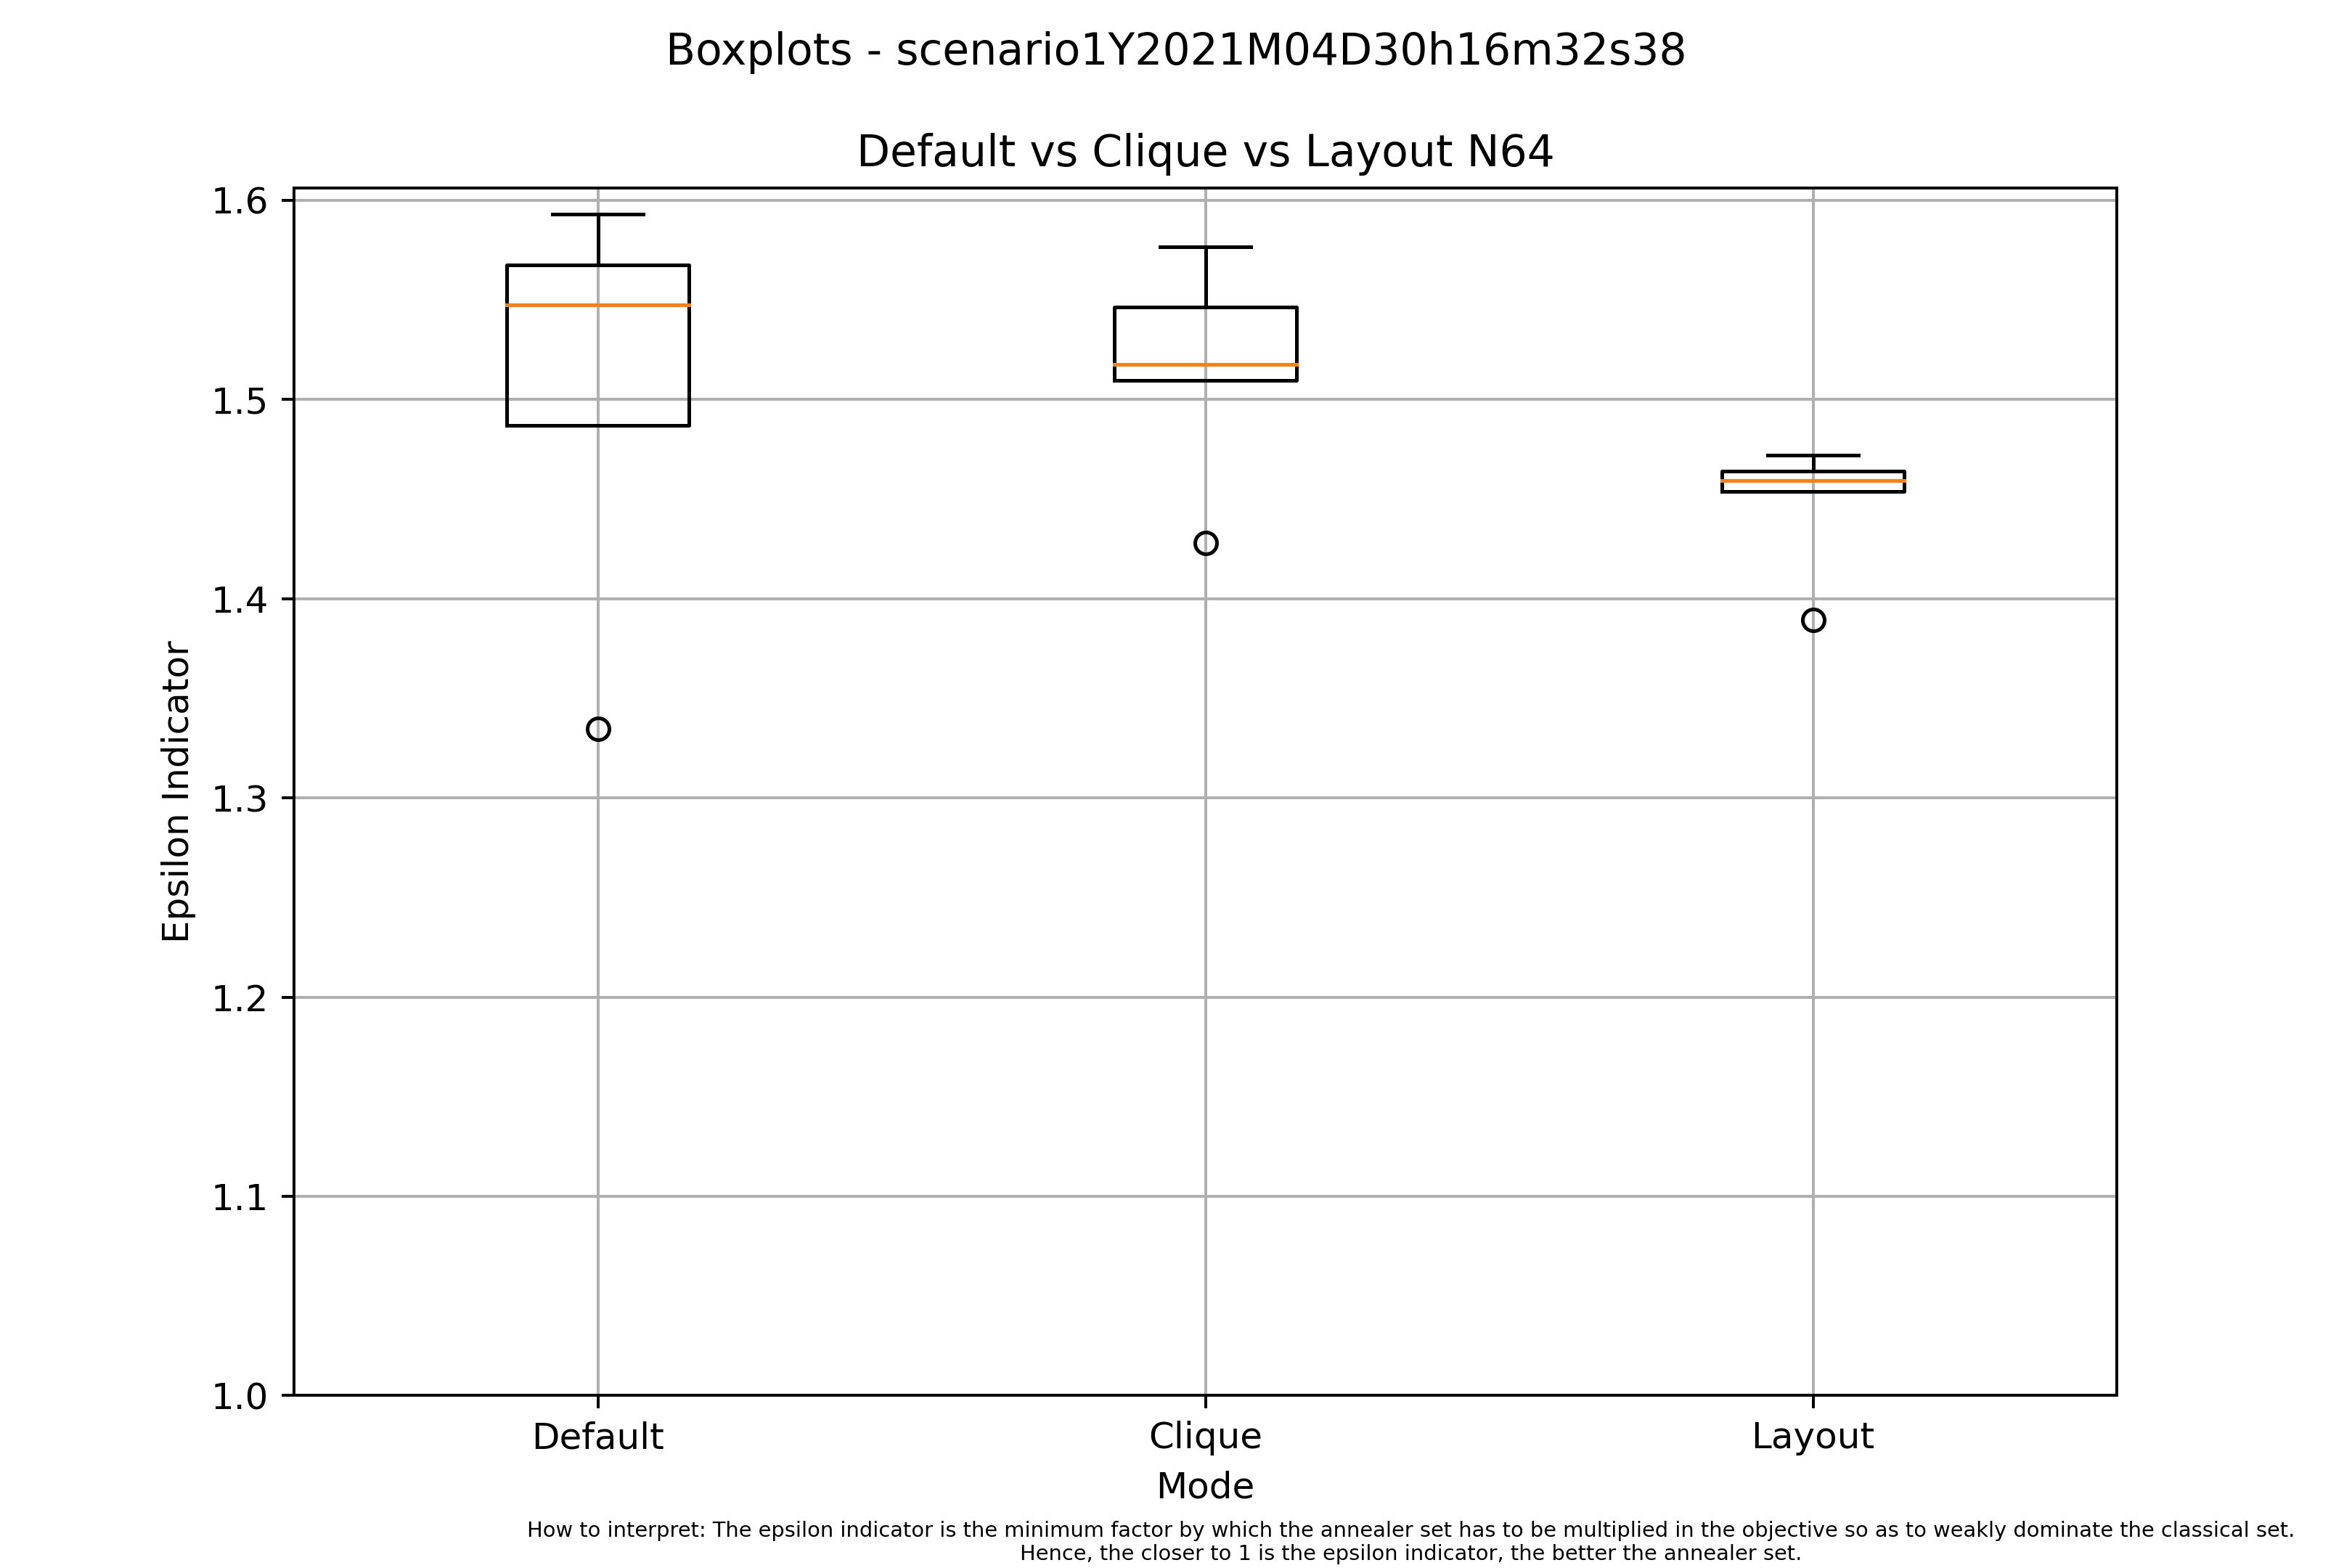 Boxplots - scenario1Y2021M04D30h16m32s38
Default vs Clique vs Layout N64
1.6
1.5
1.4
1.3
1.2
1.1
1.0
Epsilon Indicator
Default
Clique
Layout
Mode
How to interpret: The epsilon indicator is the minimum factor by which the annealer set has to be multiplied in the objective so as to weakly dominate the classical set.
Hence, the closer to 1 is the epsilon indicator, the better the annealer set.